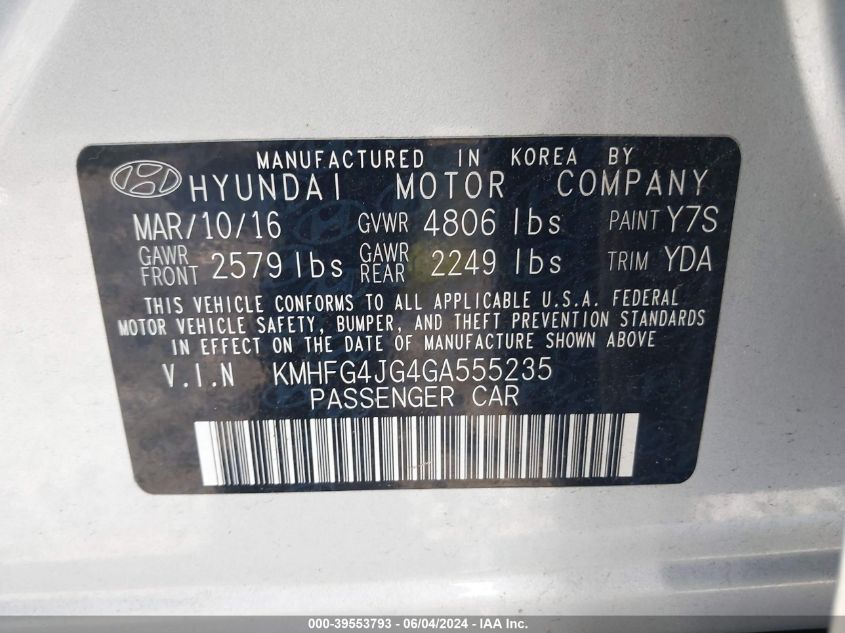 MANUFACTURED IN KOREA BY
HYUNDAI MOTOR COMPANY
MAR/10/16 GVWR 4806 lbs PAINT Y7S
GAWR FRONT 2579 lbs GAWR REAR 2249 lbs TRIM YDA
THIS VEHICLE CONFORMS TO ALL APPLICABLE U.S.A. FEDERAL
MOTOR VEHICLE SAFETY, BUMPER, AND THEFT PREVENTION STANDARDS
IN EFFECT ON THE DATE OF MANUFACTURE SHOWN ABOVE
V.I.N KMHFG4JG4GA555235
PASSENGER CAR
000-39553793 - 06/04/2024 - IAA Inc.